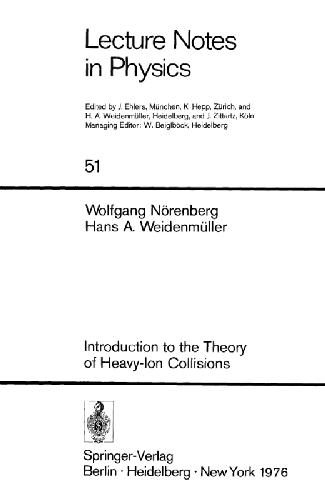 Lecture Notes
in Physics
Edited by J. Ehlers, München, K. Hepp, Zürich, and
H. A. Weidenmüller, Heidelberg, and J. Zittartz, Köln
Managing Editor: W. Beiglböck, Heidelberg
51
Wolfgang Nörenberg
Hans A. Weidenmüller
Introduction to the Theory
of Heavy-Ion Collisions
Springer-Verlag
Berlin · Heidelberg · New York 1976